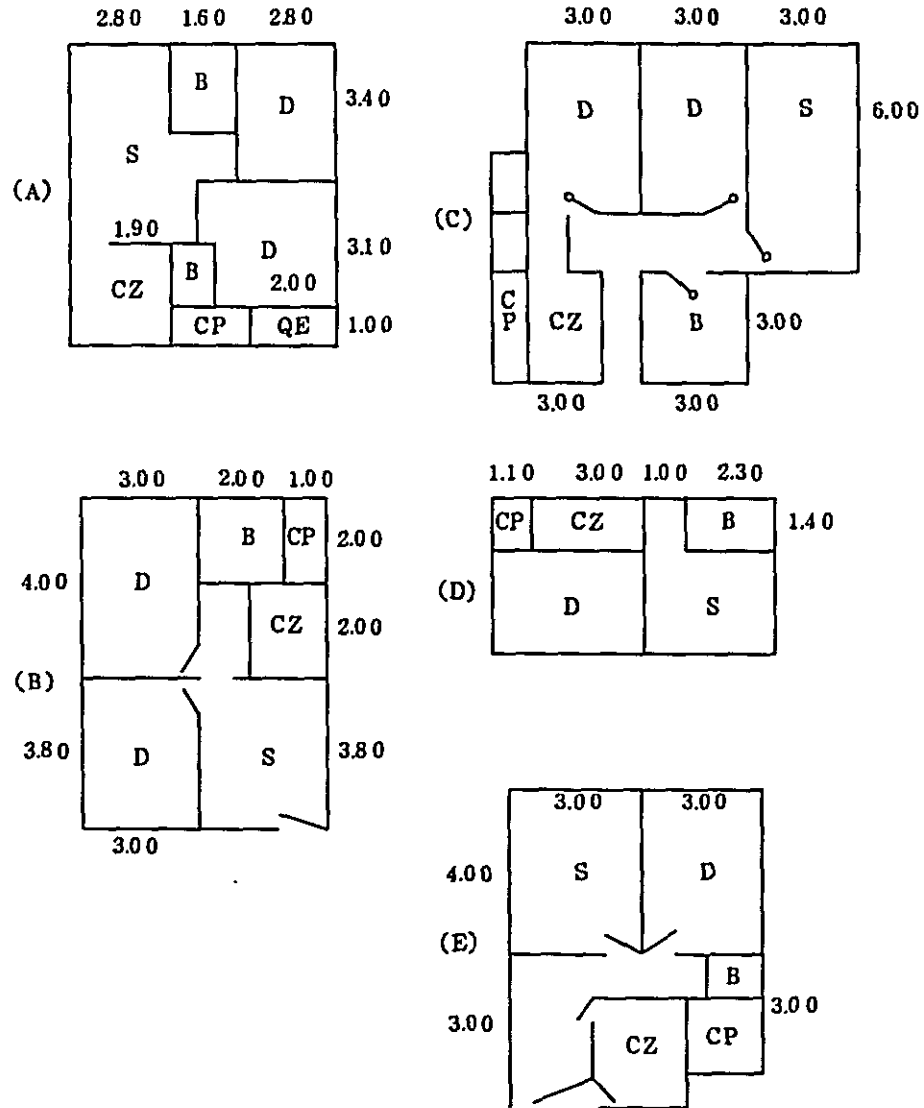 2.80 1.60 2.80
B
D
3.40
S
(A)
1.90
D
3.10
B
2.00
CZ
CP QE 1.00
3.00 3.00 3.00
D D S
6.00
(C)
C
P
CZ
B
3.00
3.00 3.00
3.00 2.00 1.00
B CP
2.00
4.00
D
CZ
2.00
(B)
3.80
D
S
3.80
3.00
1.10 3.00 1.00 2.30
CP CZ B 1.40
(D)
D S
3.00 3.00
4.00
S D
(E)
B
3.00
3.00
CZ CP